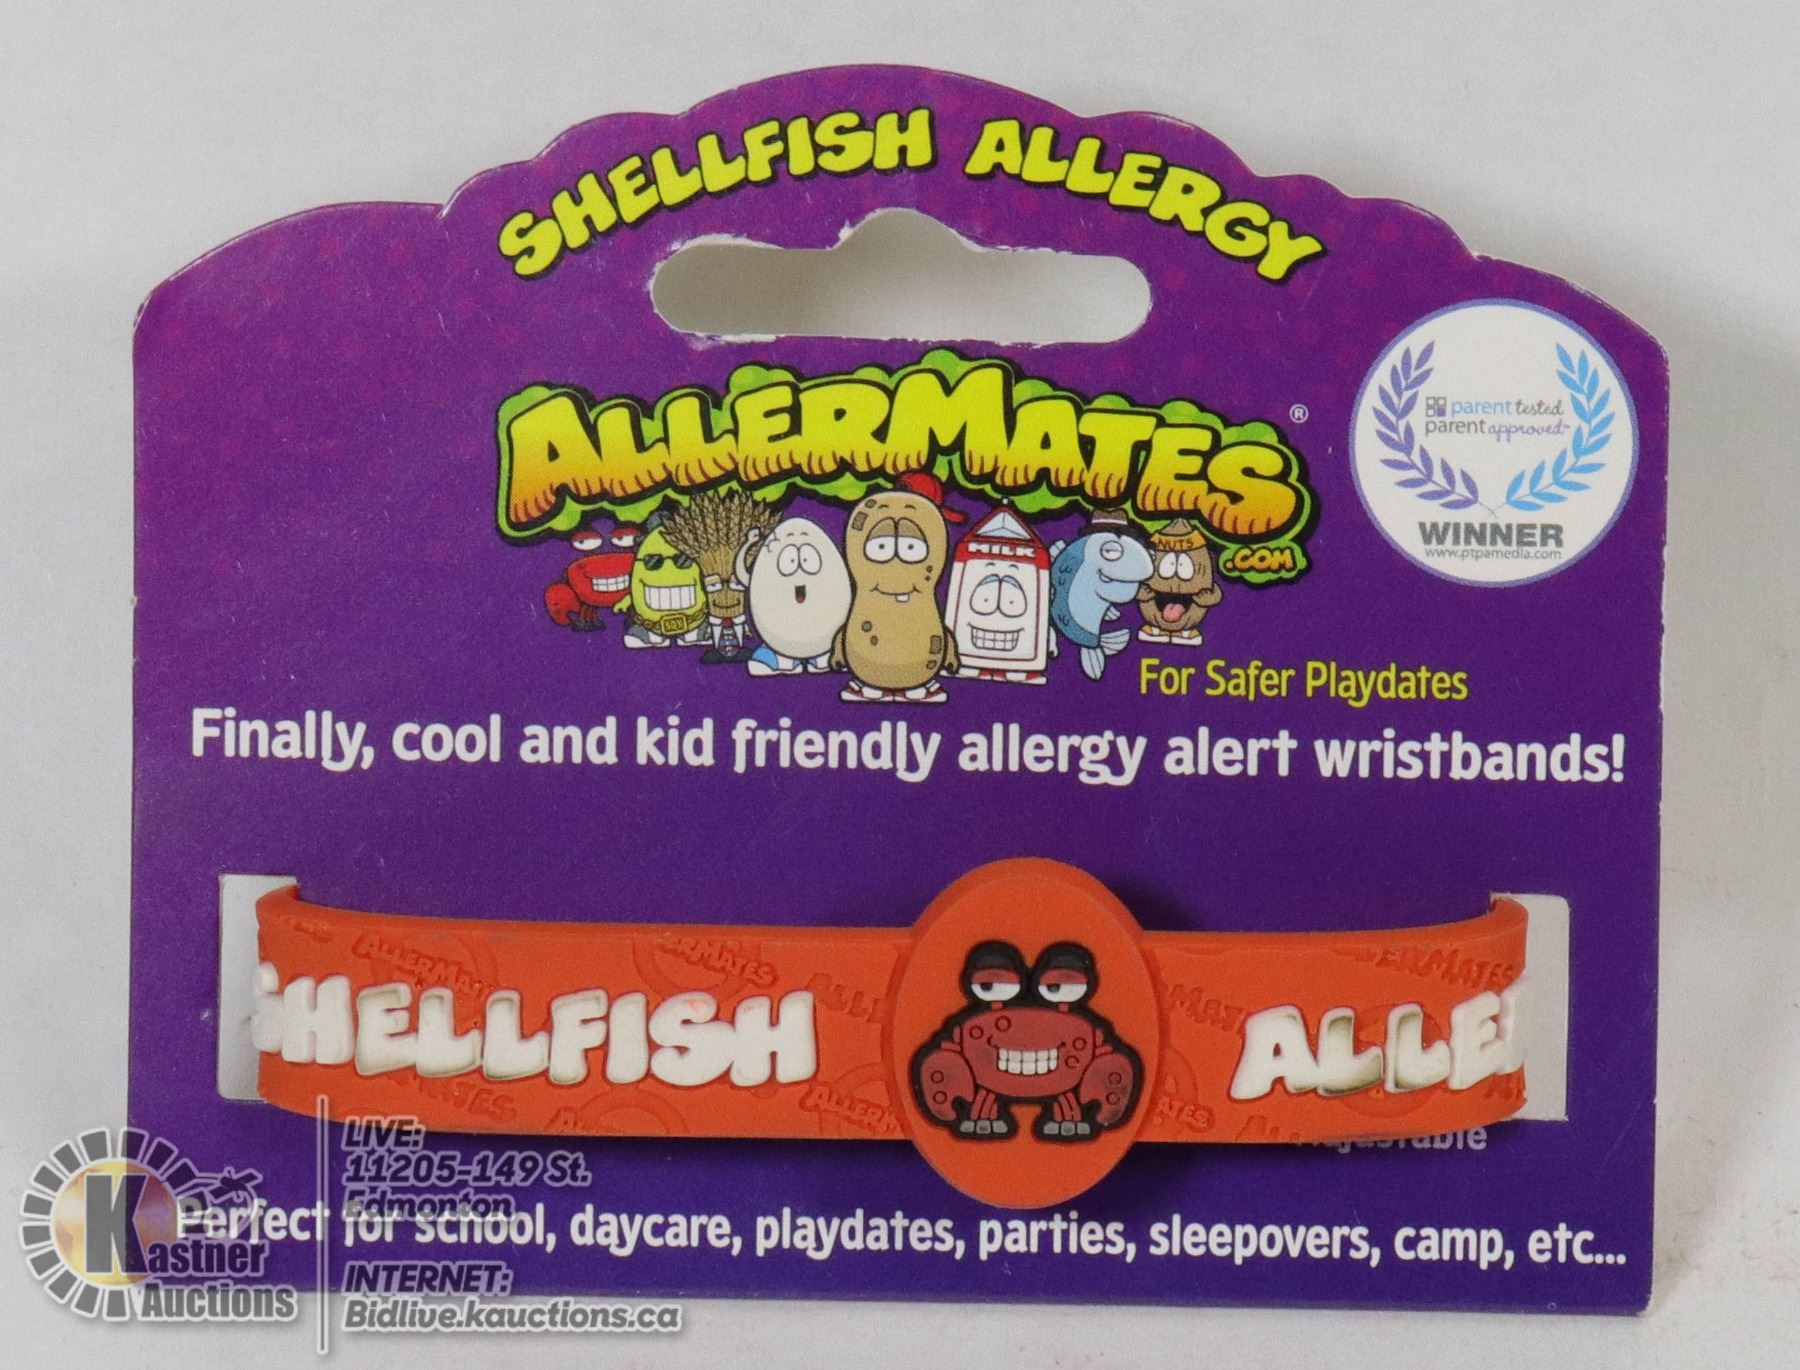 SHELLFISH ALLERGY
ALLERMATES®
.COM
parent tested
parent approved™
WINNER
www.ptpamedia.com
SOY
MILK
NUTS
For Safer Playdates
Finally, cool and kid friendly allergy alert wristbands!
ALLERMATES
SHELLFISH ALLE
Perfect for school, daycare, playdates, parties, sleepovers, camp, etc...
Kastner
Auctions
LIVE:
11205-149 St.
Edmonton
INTERNET:
Bidlive.kauctions.ca